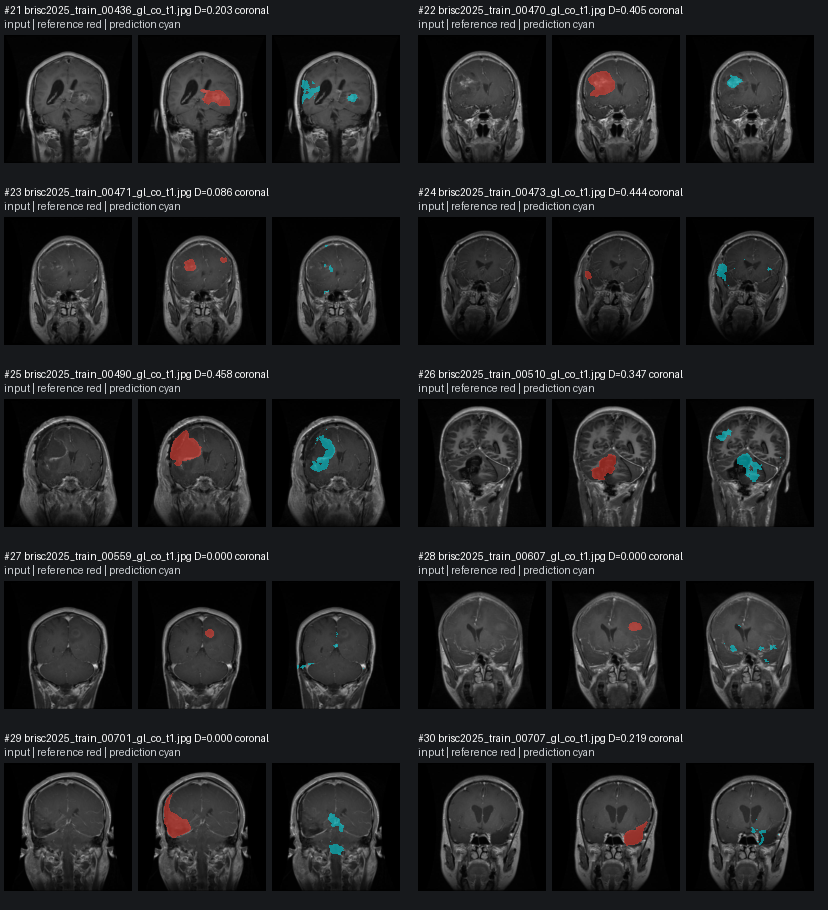 #21 brisc2025_train_00436_gl_co_t1.jpg D=0.203 coronal
input | reference red | prediction cyan
#22 brisc2025_train_00470_gl_co_t1.jpg D=0.405 coronal
input | reference red | prediction cyan
#23 brisc2025_train_00471_gl_co_t1.jpg D=0.086 coronal
input | reference red | prediction cyan
#24 brisc2025_train_00473_gl_co_t1.jpg D=0.444 coronal
input | reference red | prediction cyan
#25 brisc2025_train_00490_gl_co_t1.jpg D=0.458 coronal
input | reference red | prediction cyan
#26 brisc2025_train_00510_gl_co_t1.jpg D=0.347 coronal
input | reference red | prediction cyan
#27 brisc2025_train_00559_gl_co_t1.jpg D=0.000 coronal
input | reference red | prediction cyan
#28 brisc2025_train_00607_gl_co_t1.jpg D=0.000 coronal
input | reference red | prediction cyan
#29 brisc2025_train_00701_gl_co_t1.jpg D=0.000 coronal
input | reference red | prediction cyan
#30 brisc2025_train_00707_gl_co_t1.jpg D=0.219 coronal
input | reference red | prediction cyan